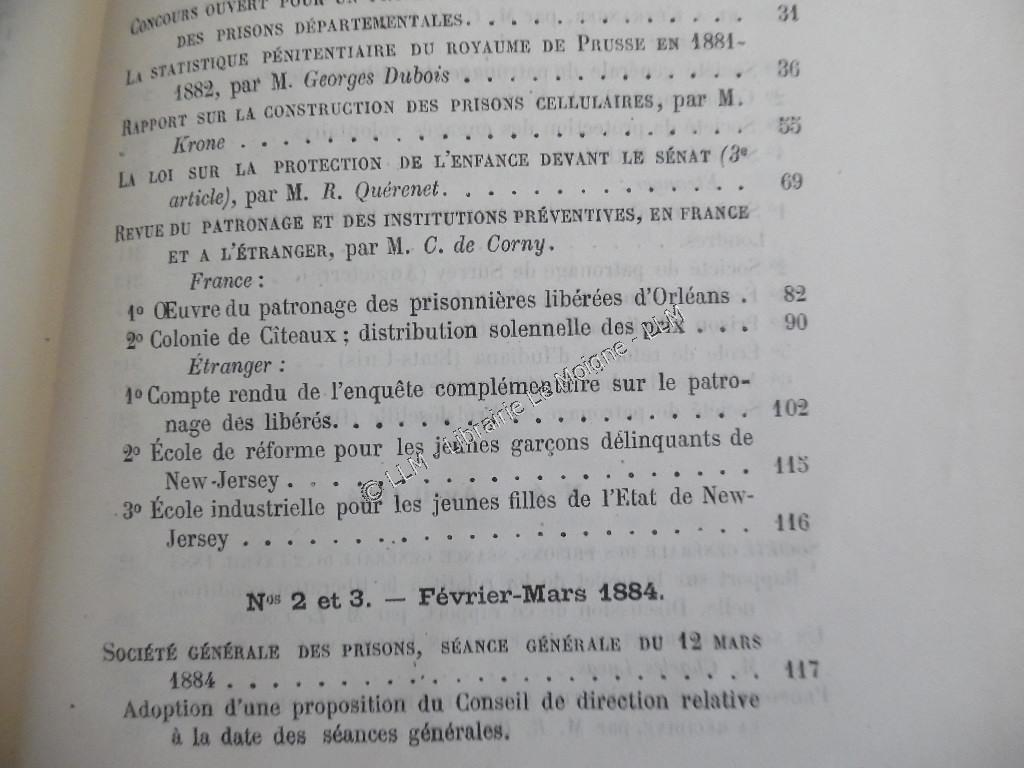 CONCOURS OUVERT POUR UN
DES PRISONS DÉPARTEMENTALES. . . . . . . . . . . . . . 31
LA STATISTIQUE PÉNITENTIAIRE DU ROYAUME DE PRUSSE EN 1881-
1882, par M. Georges Dubois . . . . . . . . . . . . . . 36
RAPPORT SUR LA CONSTRUCTION DES PRISONS CELLULAIRES, par M.
Krone . . . . . . . . . . . . . . . . . . . . . . . 55
LA LOI SUR LA PROTECTION DE L'ENFANCE DEVANT LE SÉNAT (3e
article), par M. R. Quérenet. . . . . . . . . . . . . . 69
REVUE DU PATRONAGE ET DES INSTITUTIONS PRÉVENTIVES, EN FRANCE
ET A L'ÉTRANGER, par M. C. de Corny.
France :
1º Œuvre du patronage des prisonnières libérées d'Orléans . 82
2º Colonie de Cîteaux ; distribution solennelle des prix . . . 90
Étranger :
1º Compte rendu de l'enquête complémentaire sur le patro-
nage des libérés. . . . . . . . . . . . . . . . . . . 102
2º École de réforme pour les jeunes garçons délinquants de
New-Jersey . . . . . . . . . . . . . . . . . . . . . 115
3º École industrielle pour les jeunes filles de l'Etat de New-
Jersey . . . . . . . . . . . . . . . . . . . . . . . 116
Nos 2 et 3. — Février-Mars 1884.
SOCIÉTÉ GÉNÉRALE DES PRISONS, SÉANCE GÉNÉRALE DU 12 MARS
1884 . . . . . . . . . . . . . . . . . . . . . . . . 117
Adoption d'une proposition du Conseil de direction relative
à la date des séances générales.
© LLM - Librairie Le Moigne - LLM